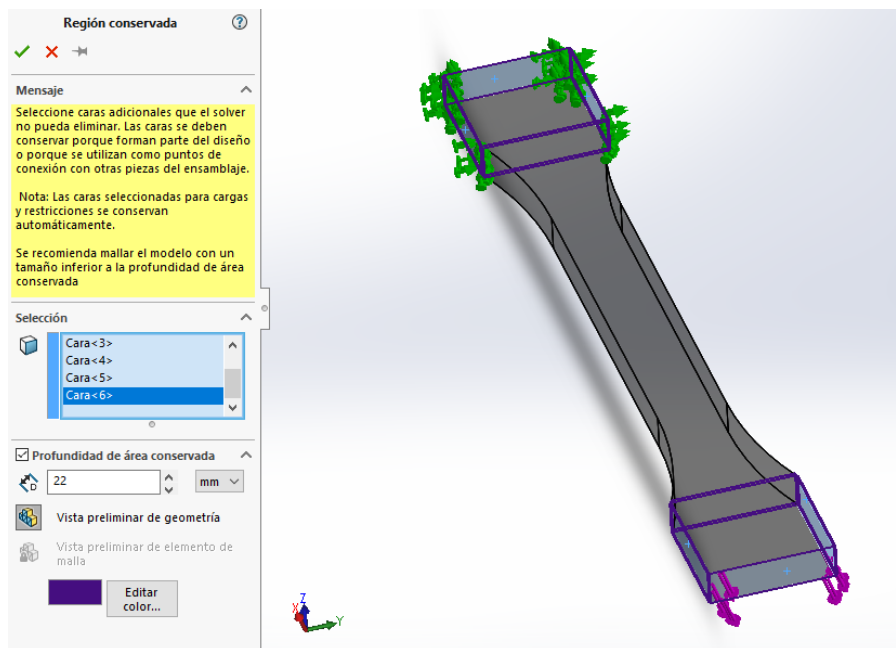 Región conservada
Mensaje
Seleccione caras adicionales que el solver
no pueda eliminar. Las caras se deben
conservar porque forman parte del diseño
o porque se utilizan como puntos de
conexión con otras piezas del ensamblaje.
Nota: Las caras seleccionadas para cargas
y restricciones se conservan
automáticamente.
Se recomienda mallar el modelo con un
tamaño inferior a la profundidad de área
conservada
Selección
Cara<3>
Cara<4>
Cara<5>
Cara<6>
Profundidad de área conservada
D 22 mm
Vista preliminar de geometría
Vista preliminar de elemento de
malla
Editar
color...
X Z Y